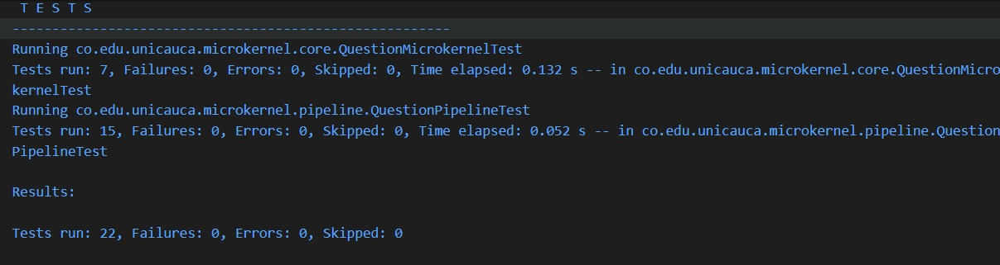 T E S T S
-------------------------------------------------------
Running co.edu.unicauca.microkernel.core.QuestionMicrokernelTest
Tests run: 7, Failures: 0, Errors: 0, Skipped: 0, Time elapsed: 0.132 s -- in co.edu.unicauca.microkernel.core.QuestionMicro
kernelTest
Running co.edu.unicauca.microkernel.pipeline.QuestionPipelineTest
Tests run: 15, Failures: 0, Errors: 0, Skipped: 0, Time elapsed: 0.052 s -- in co.edu.unicauca.microkernel.pipeline.Question
PipelineTest
Results:
Tests run: 22, Failures: 0, Errors: 0, Skipped: 0